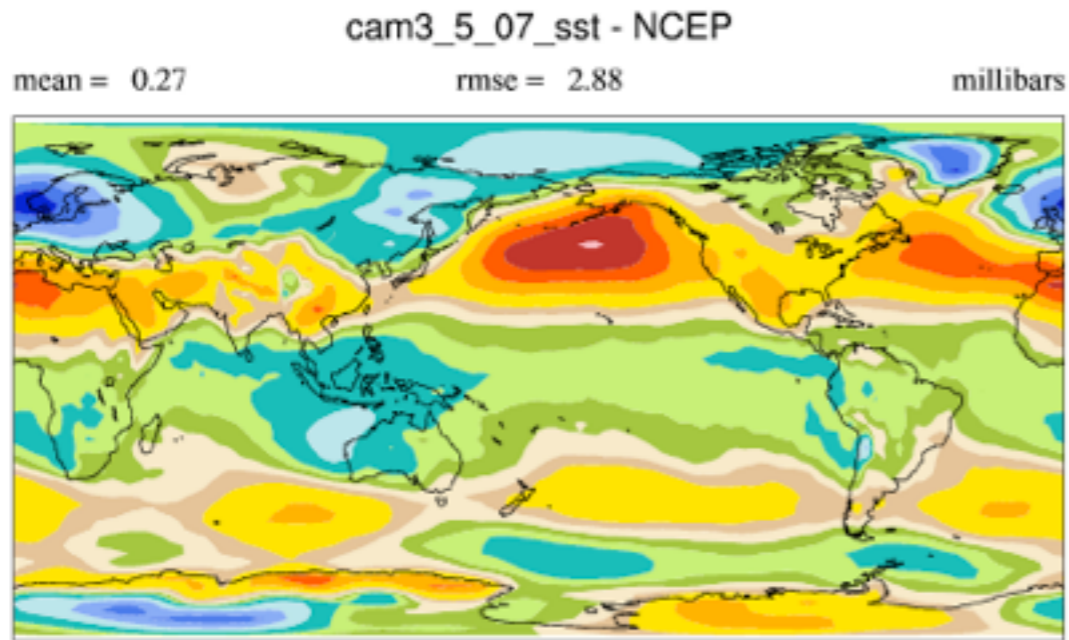 cam3_5_07_sst - NCEP
mean = 0.27 rmse = 2.88 millibars